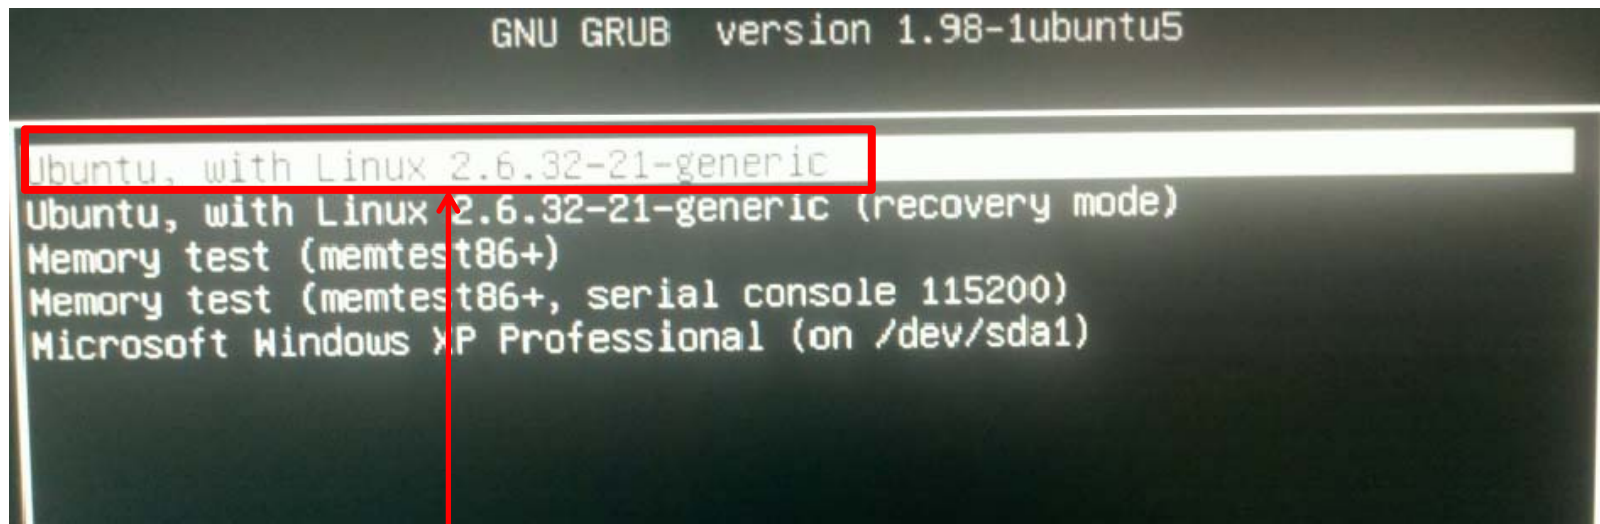 GNU GRUB version 1.98-1ubuntu5
Ubuntu, with Linux 2.6.32-21-generic
Ubuntu, with Linux 2.6.32-21-generic (recovery mode)
Memory test (memtest86+)
Memory test (memtest86+, serial console 115200)
Microsoft Windows XP Professional (on /dev/sda1)